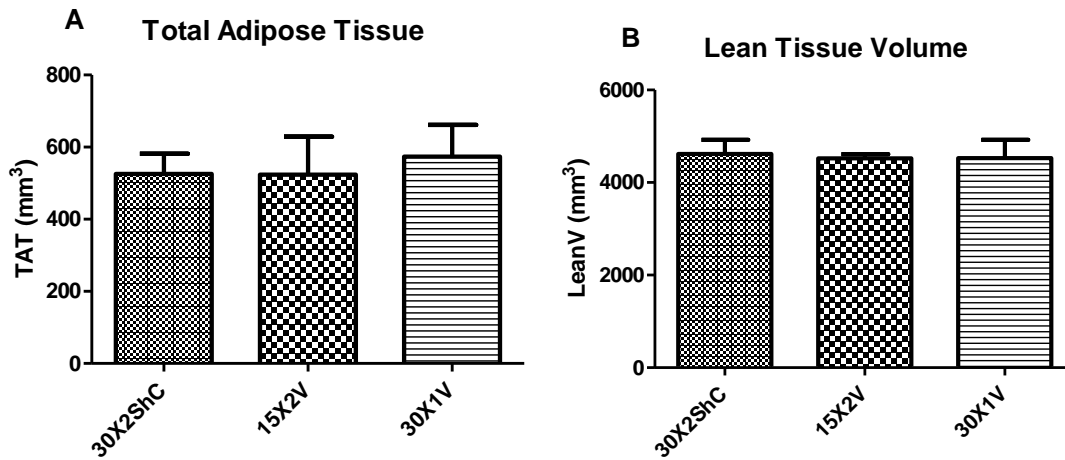 A
Total Adipose Tissue
800
600
400
200
0
TAT (mm³)
30X2ShC
15X2V
30X1V
B
Lean Tissue Volume
6000
4000
2000
0
LeanV (mm³)
30X2ShC
15X2V
30X1V